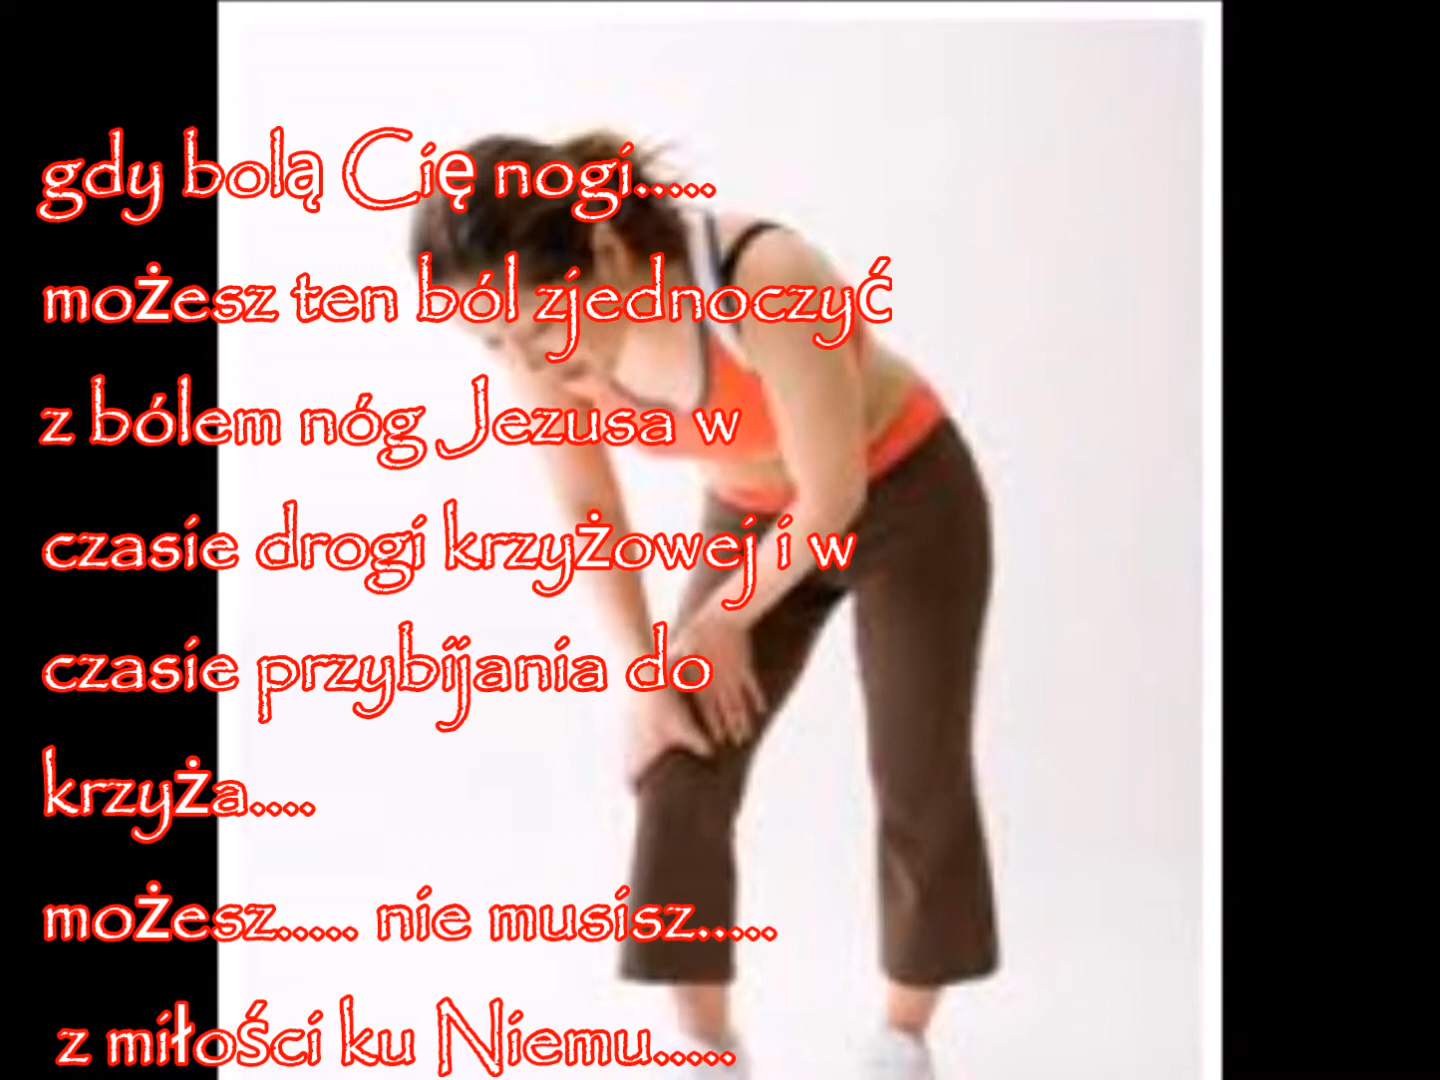 gdy bolą Cię nogi.....
możesz ten ból zjednoczyć
z bólem nóg Jezusa w
czasie drogi krzyżowej i w
czasie przybijania do
krzyża....
możesz..... nie musisz.....
z miłości ku Niemu.....